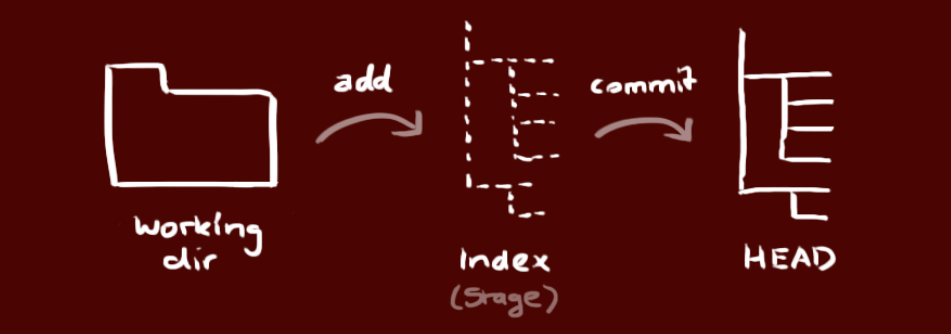 add
commit
working
dir
Index
(Stage)
HEAD